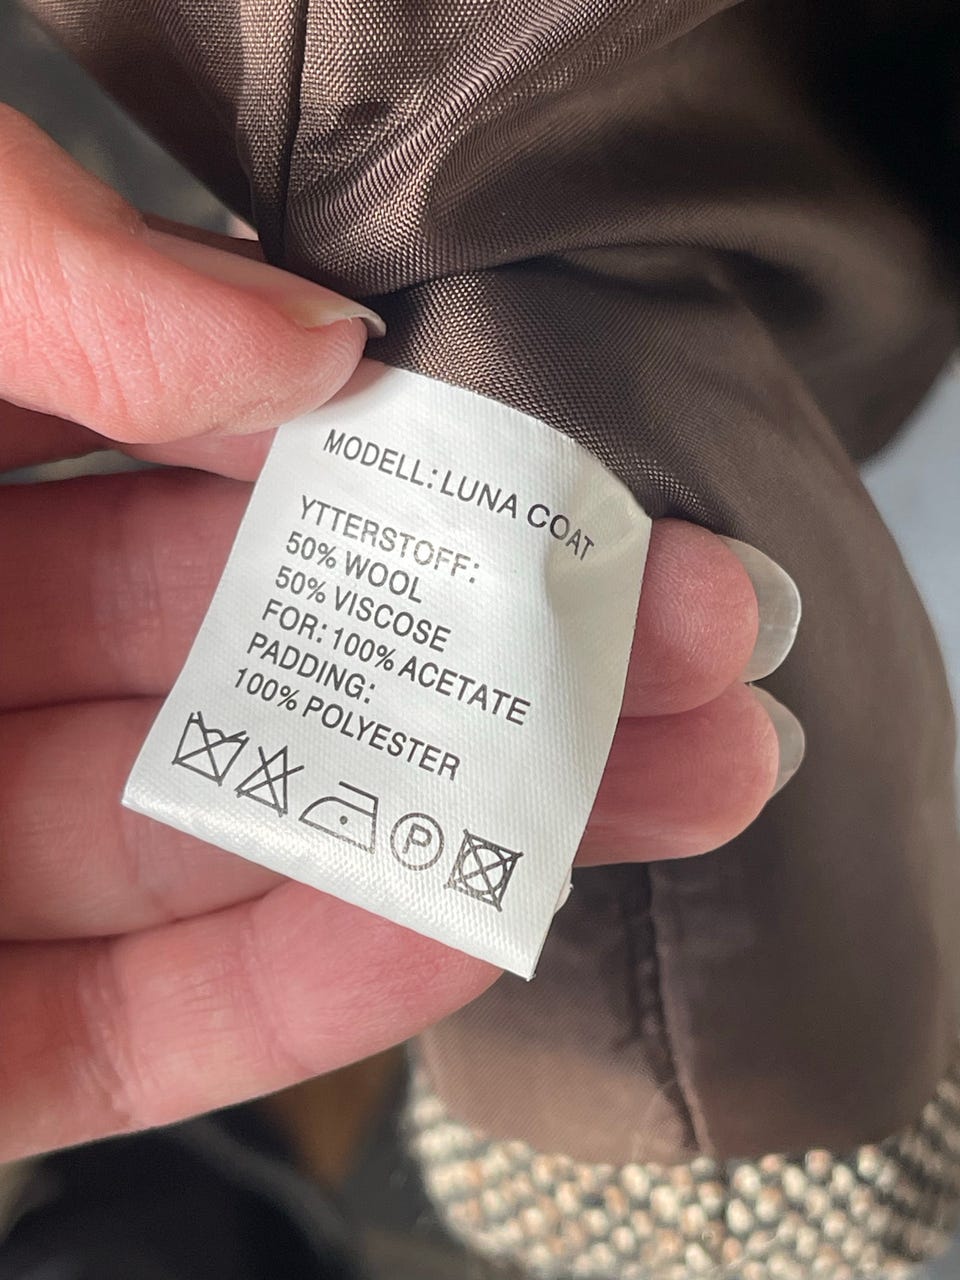 MODELL: LUNA COAT
YTTERSTOFF:
50% WOOL
50% VISCOSE
FOR: 100% ACETATE
PADDING:
100% POLYESTER
P